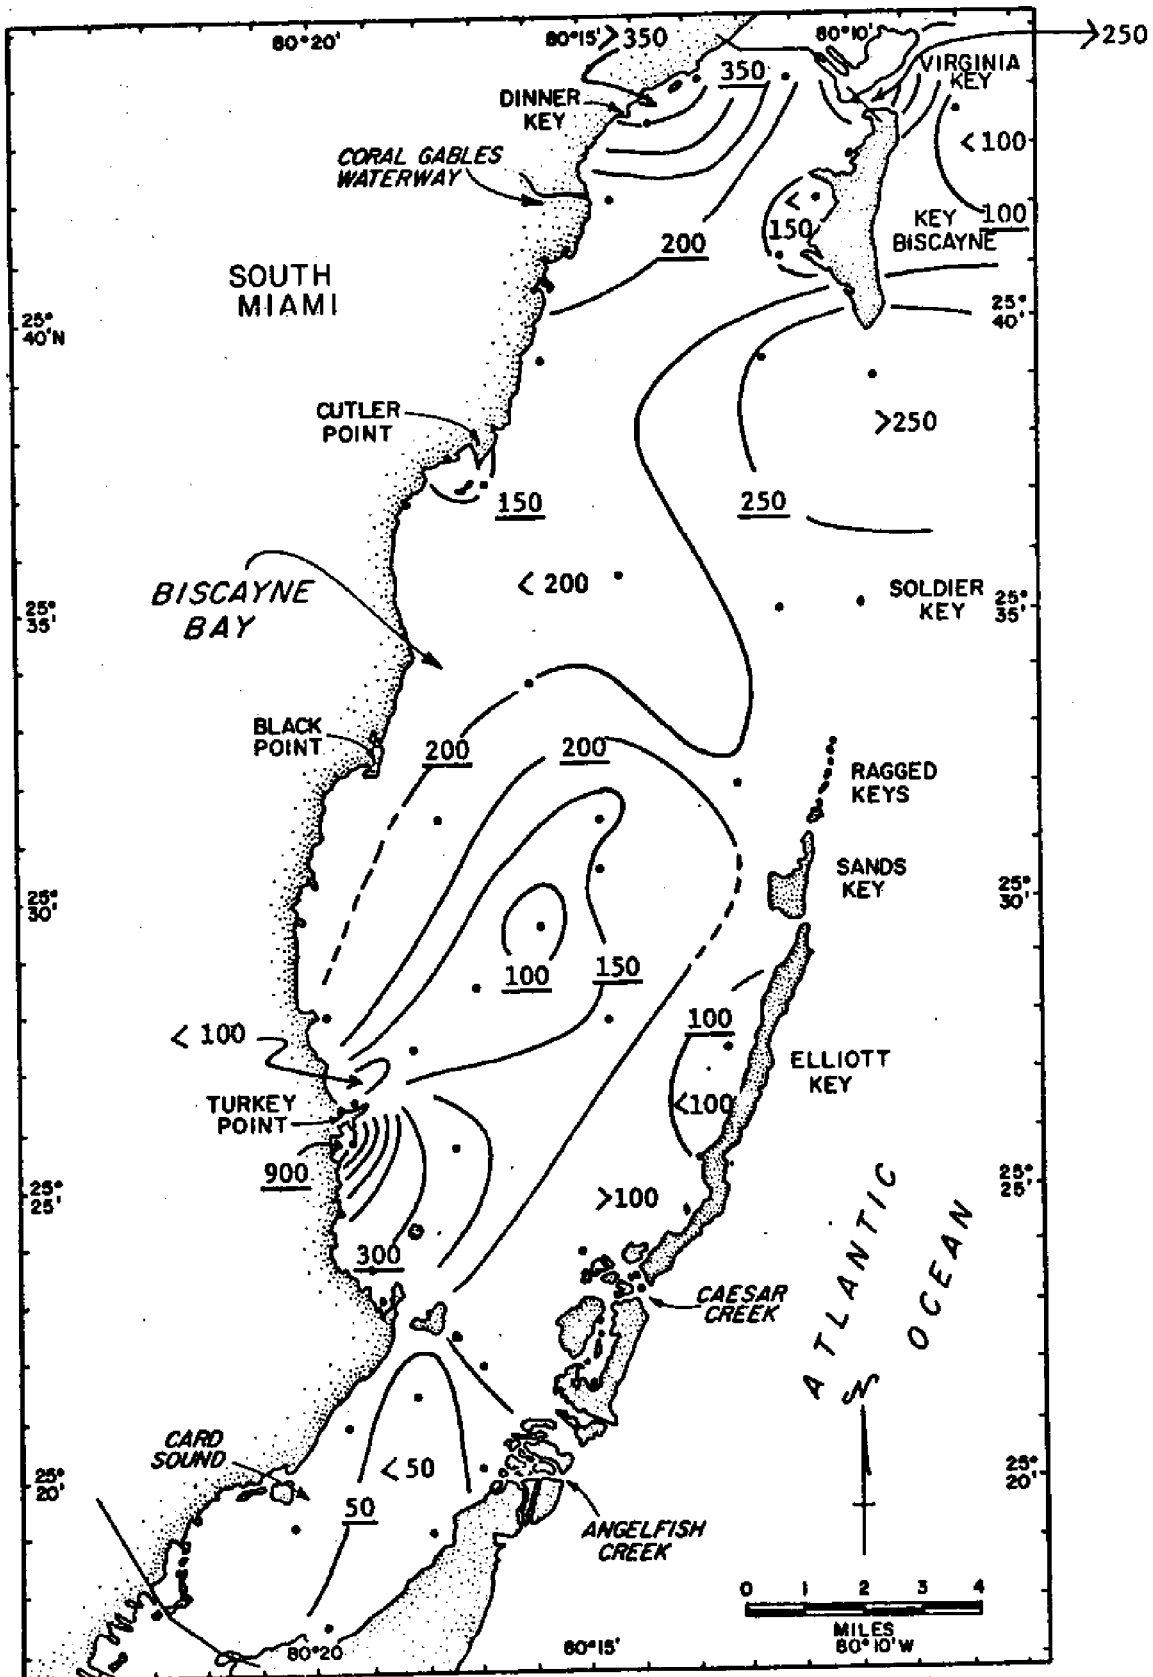 80°20'
80°15'
>350
80°10'
>250
VIRGINIA
KEY
350
DINNER
KEY
<100
CORAL GABLES
WATERWAY
<
150
100
KEY
BISCAYNE
200
SOUTH
MIAMI
25°
40'N
25°
40'
CUTLER
POINT
>250
150
250
<200
SOLDIER
KEY
BISCAYNE
BAY
25°
35'
25°
35'
BLACK
POINT
200
200
RAGGED
KEYS
SANDS
KEY
25°
30'
25°
30'
100
150
<100
100
ELLIOTT
KEY
TURKEY
POINT
<100
900
25°
25'
25°
25'
>100
300
CAESAR
CREEK
ATLANTIC
OCEAN
N
CARD
SOUND
<50
25°
20'
25°
20'
50
ANGELFISH
CREEK
0 1 2 3 4
MILES
80°20
80°15'
80°10'W